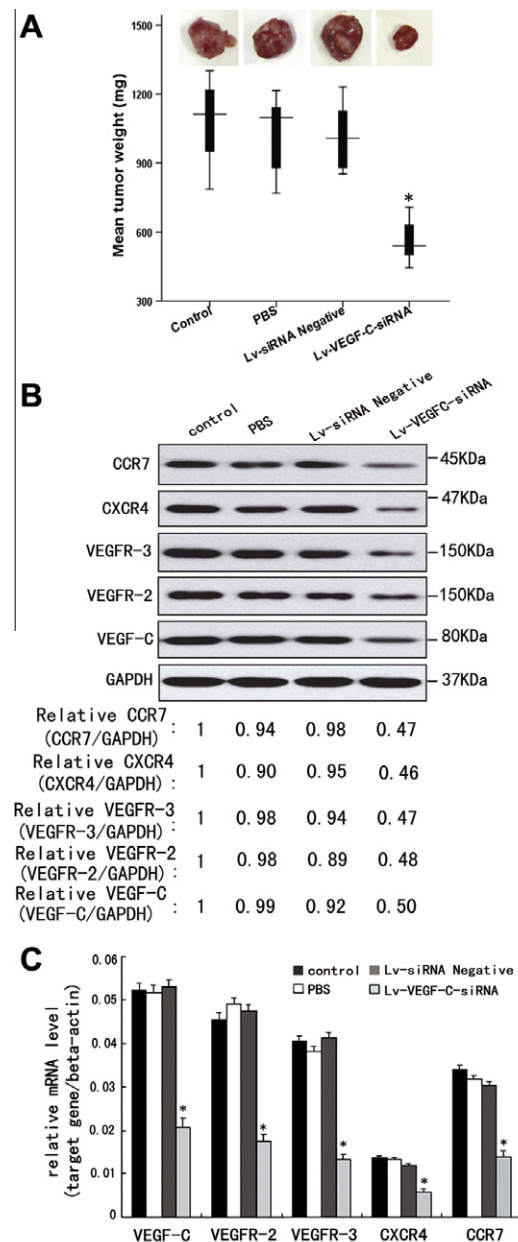 A
Mean tumor weight (mg)
1500
1200
900
600
300
*
Control
PBS
Lv-siRNA Negative
Lv-VEGF-C-siRNA
B
control
PBS
Lv-siRNA Negative
Lv-VEGFC-siRNA
CCR7
45KDa
CXCR4
47KDa
VEGFR-3
150KDa
VEGFR-2
150KDa
VEGF-C
80KDa
GAPDH
37KDa
Relative CCR7
(CCR7/GAPDH) : 1 0.94 0.98 0.47
Relative CXCR4
(CXCR4/GAPDH) : 1 0.90 0.95 0.46
Relative VEGFR-3
(VEGFR-3/GAPDH) : 1 0.98 0.94 0.47
Relative VEGFR-2
(VEGFR-2/GAPDH) : 1 0.98 0.89 0.48
Relative VEGF-C
(VEGF-C/GAPDH) : 1 0.99 0.92 0.50
C
relative mRNA level
(target gene/beta-actin)
0.06
0.05
0.04
0.03
0.02
0.01
0
control
Lv-siRNA Negative
PBS
Lv-VEGF-C-siRNA
*
*
*
*
*
VEGF-C
VEGFR-2
VEGFR-3
CXCR4
CCR7